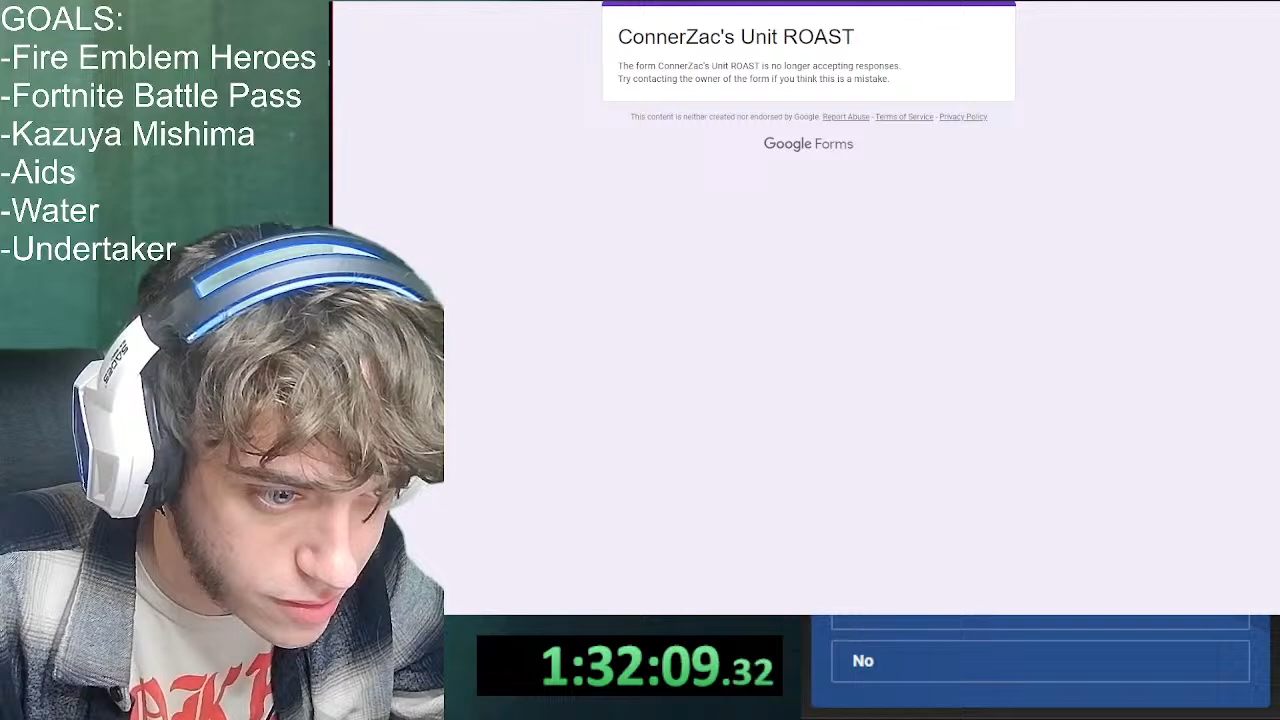 GOALS:
-Fire Emblem Heroes
-Fortnite Battle Pass
-Kazuya Mishima
-Aids
-Water
-Undertaker
ConnerZac's Unit ROAST
The form ConnerZac's Unit ROAST is no longer accepting responses.
Try contacting the owner of the form if you think this is a mistake.
This content is neither created nor endorsed by Google. Report Abuse - Terms of Service - Privacy Policy
Google Forms
SADES
1:32:09.32
No